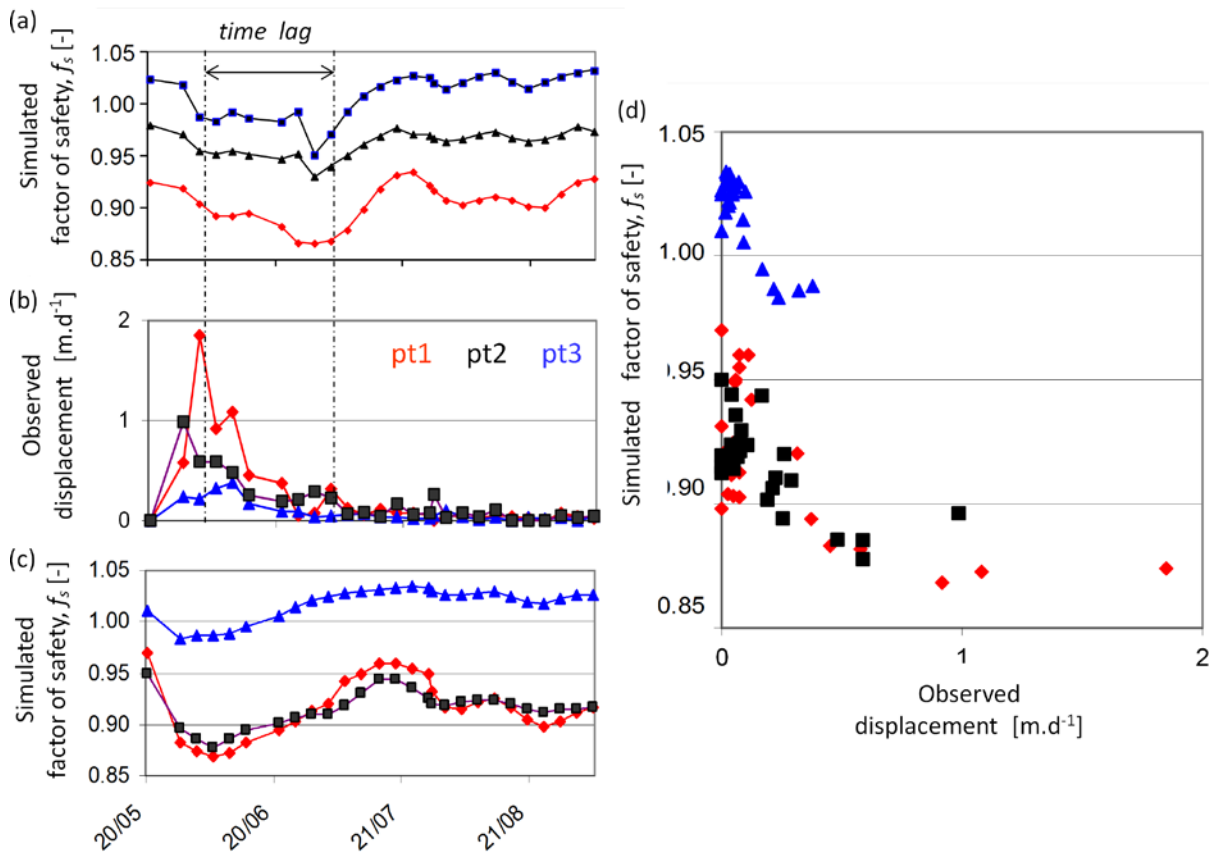 (a)
time lag
Simulated
factor of safety, fs [-]
1.05
1.00
0.95
0.90
0.85
(b)
Observed
displacement [m.d-1]
2
1
0
pt1 pt2 pt3
(c)
Simulated
factor of safety, fs [-]
1.05
1.00
0.95
0.90
0.85
20/05
20/06
21/07
21/08
(d)
Simulated factor of safety, fs [-]
1.05
1.00
0.95
0.90
0.85
0
1
2
Observed
displacement [m.d-1]